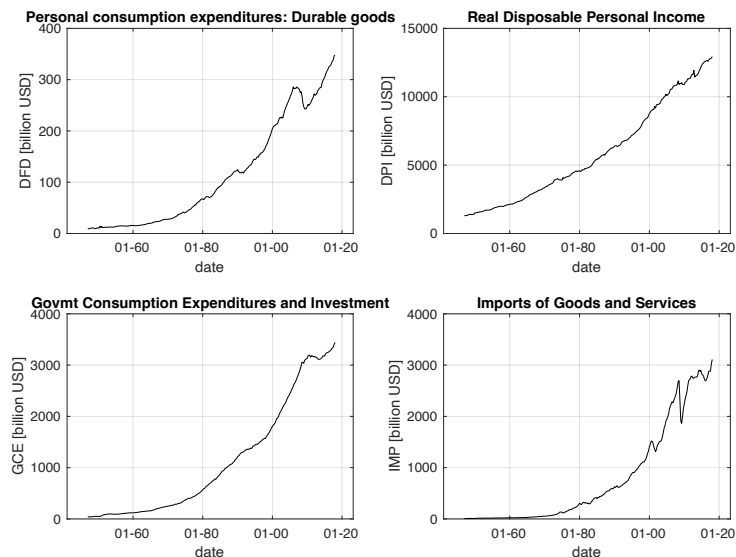 Personal consumption expenditures: Durable goods
400
300
200
100
0
DFD [billion USD]
01-60 01-80 01-00 01-20
date
Real Disposable Personal Income
15000
10000
5000
0
DPI [billion USD]
01-60 01-80 01-00 01-20
date
Govmt Consumption Expenditures and Investment
4000
3000
2000
1000
0
GCE [billion USD]
01-60 01-80 01-00 01-20
date
Imports of Goods and Services
4000
3000
2000
1000
0
IMP [billion USD]
01-60 01-80 01-00 01-20
date